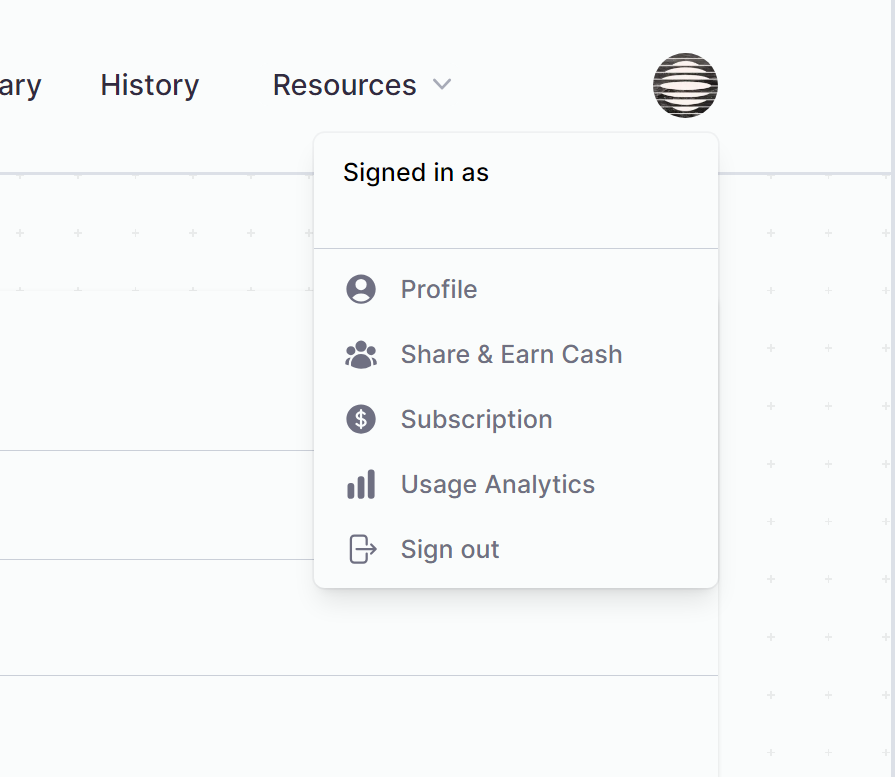 ary History Resources
Signed in as
Profile
Share & Earn Cash
Subscription
Usage Analytics
Sign out